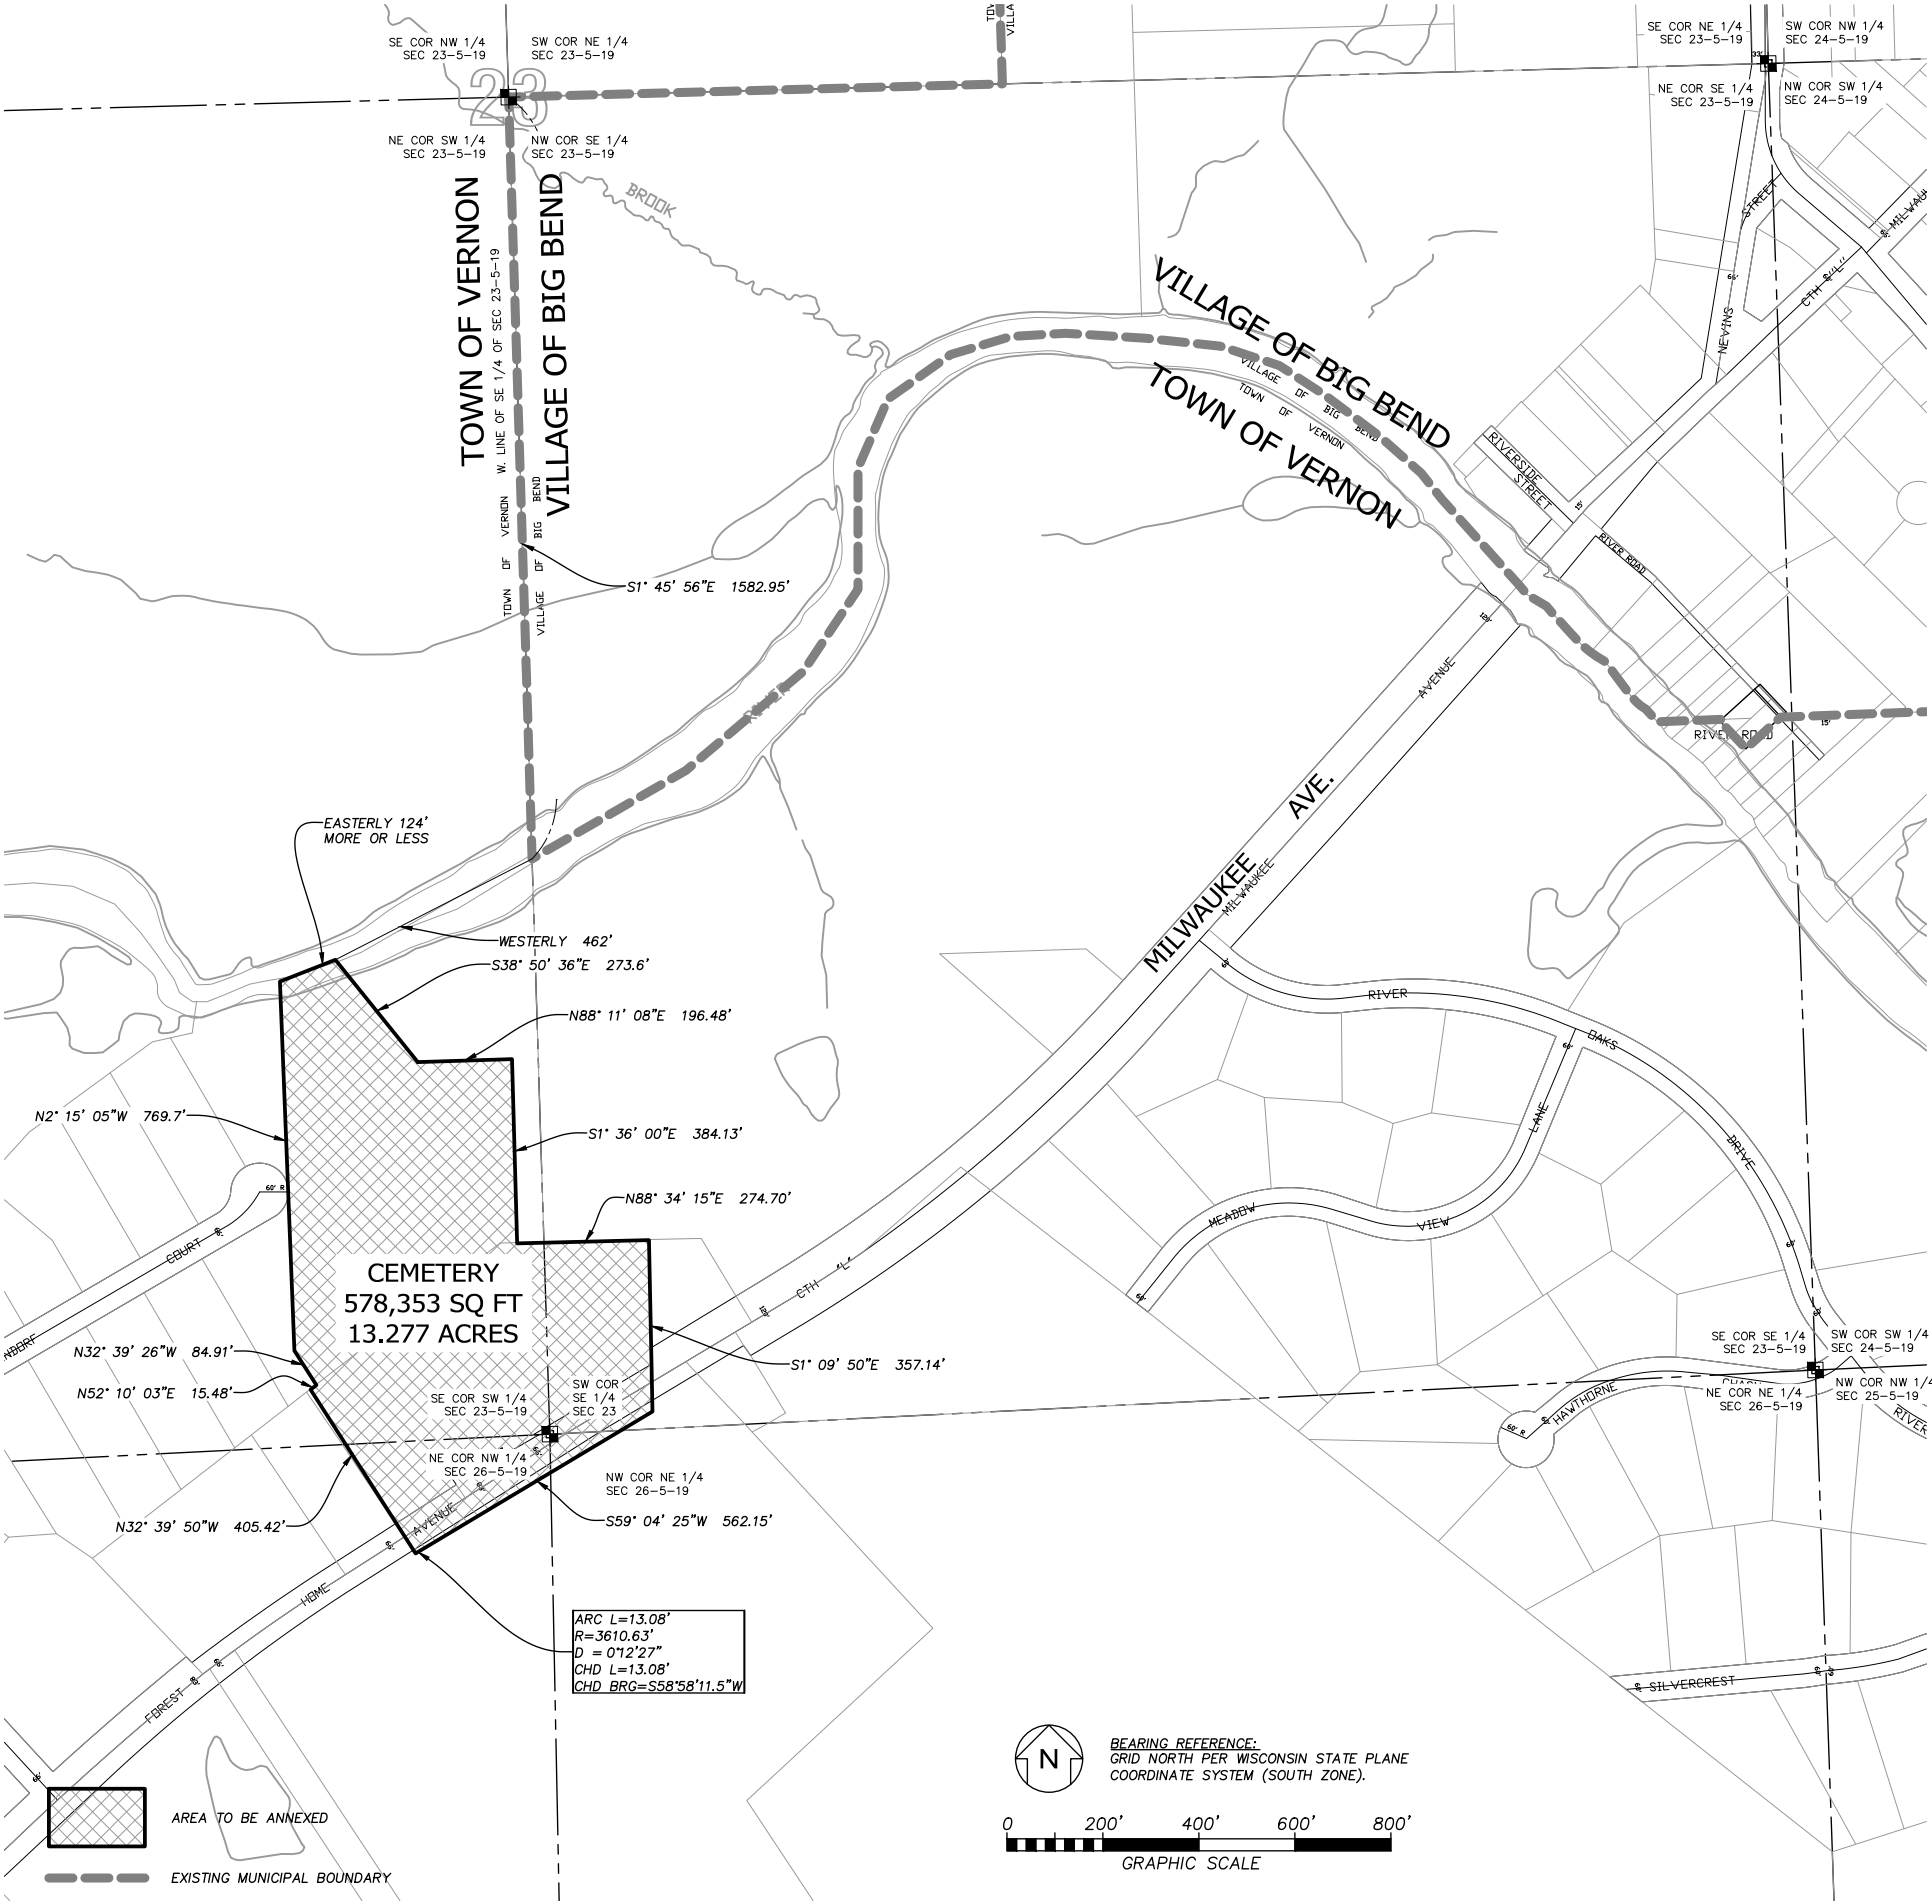 SE COR NW 1/4
SEC 23-5-19
SW COR NE 1/4
SEC 23-5-19
23
NE COR SW 1/4
SEC 23-5-19
NW COR SE 1/4
SEC 23-5-19
SE COR NE 1/4
SEC 23-5-19
SW COR NW 1/4
SEC 24-5-19
33'
NE COR SE 1/4
SEC 23-5-19
NW COR SW 1/4
SEC 24-5-19
TOWN OF VERNON
W. LINE OF SE 1/4 OF SEC 23-5-19
VILLAGE OF BIG BEND
TOWN OF VERNON
VILLAGE OF BIG BEND
BROOK
VILLAGE OF BIG BEND
TOWN OF VERNON
VILLAGE OF BIG BEND
TOWN OF VERNON
STREET
NEVINS
66'
CTH "L"
RIVERSIDE
STREET
15'
RIVER ROAD
RIVER ROAD
15'
S1° 45' 56"E 1582.95'
RIVER
120'
AVENUE
MILWAUKEE AVE.
MILWAUKEE
EASTERLY 124'
MORE OR LESS
WESTERLY 462'
S38° 50' 36"E 273.6'
N88° 11' 08"E 196.48'
N2° 15' 05"W 769.7'
S1° 36' 00"E 384.13'
N88° 34' 15"E 274.70'
60' R
COURT
CEMETERY
578,353 SQ FT
13.277 ACRES
N32° 39' 26"W 84.91'
N52° 10' 03"E 15.48'
S1° 09' 50"E 357.14'
CTH "L"
SE COR SW 1/4
SEC 23-5-19
SW COR
SE 1/4
SEC 23
NE COR NW 1/4
SEC 26-5-19
NW COR NE 1/4
SEC 26-5-19
N32° 39' 50"W 405.42'
S59° 04' 25"W 562.15'
AVENUE
HOME
FOREST
ARC L=13.08'
R=3610.63'
D = 0°12'27"
CHD L=13.08'
CHD BRG=S58°58'11.5"W
RIVER
OAKS
DRIVE
60'
LANE
VIEW
MEADOW
60'
SE COR SE 1/4
SEC 23-5-19
SW COR SW 1/4
SEC 24-5-19
NE COR NE 1/4
SEC 26-5-19
NW COR NW 1/4
SEC 25-5-19
HAWTHORNE
60' R
SILVERCREST
N
BEARING REFERENCE:
GRID NORTH PER WISCONSIN STATE PLANE
COORDINATE SYSTEM (SOUTH ZONE).
0 200' 400' 600' 800'
GRAPHIC SCALE
AREA TO BE ANNEXED
EXISTING MUNICIPAL BOUNDARY